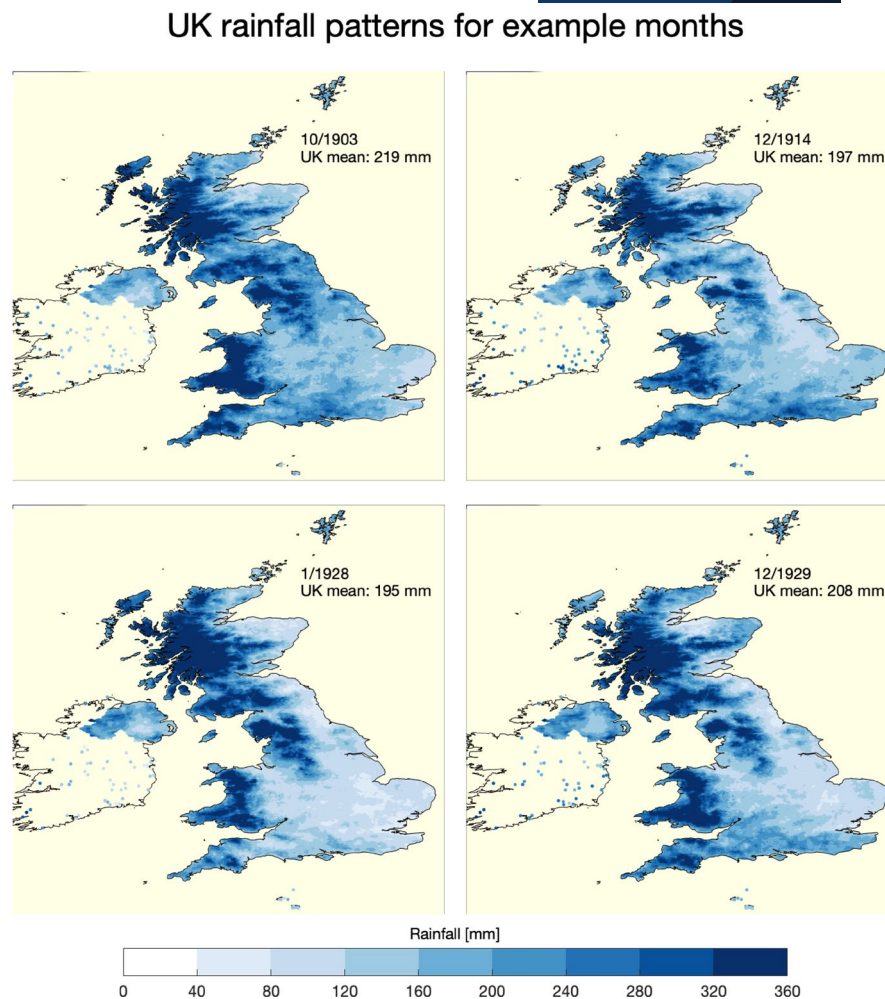 UK rainfall patterns for example months
10/1903
UK mean: 219 mm
12/1914
UK mean: 197 mm
1/1928
UK mean: 195 mm
12/1929
UK mean: 208 mm
Rainfall [mm]
0 40 80 120 160 200 240 280 320 360